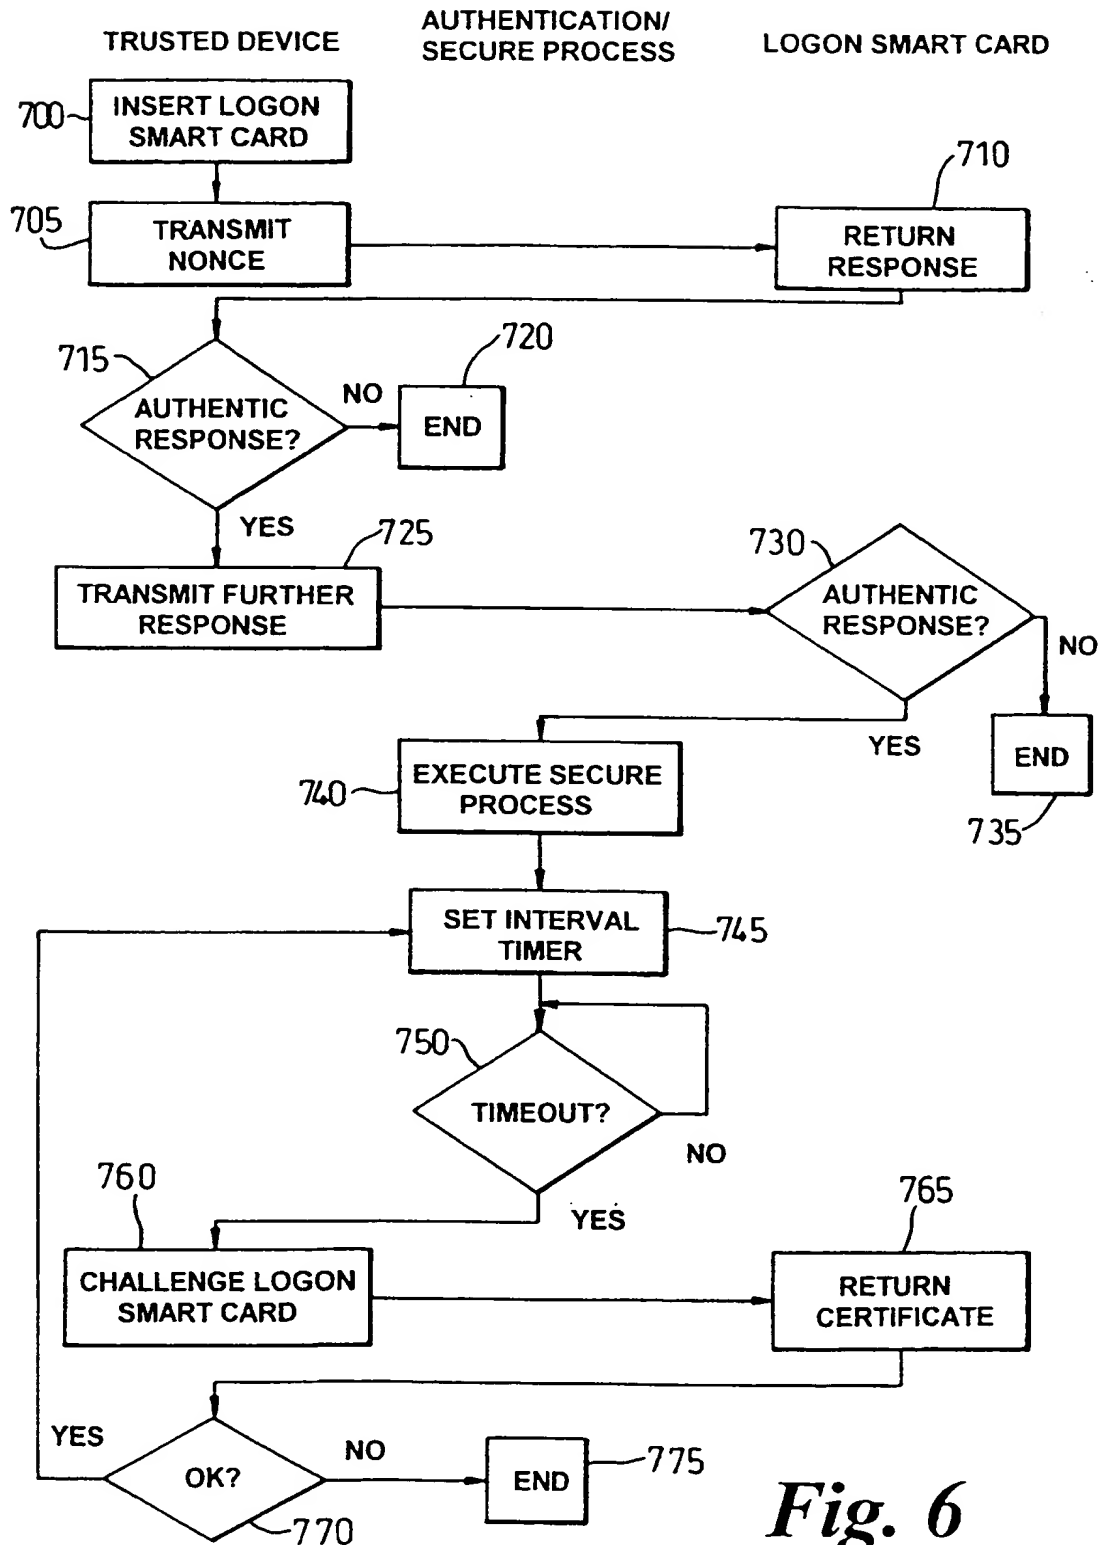 TRUSTED DEVICE
AUTHENTICATION/
SECURE PROCESS
LOGON SMART CARD
700
INSERT LOGON
SMART CARD
705
TRANSMIT
NONCE
710
RETURN
RESPONSE
715
AUTHENTIC
RESPONSE?
NO
720
END
YES
725
TRANSMIT FURTHER
RESPONSE
730
AUTHENTIC
RESPONSE?
NO
YES
END
735
740
EXECUTE SECURE
PROCESS
SET INTERVAL
TIMER
745
750
TIMEOUT?
NO
YES
760
CHALLENGE LOGON
SMART CARD
765
RETURN
CERTIFICATE
YES
OK?
NO
770
END
775
Fig. 6